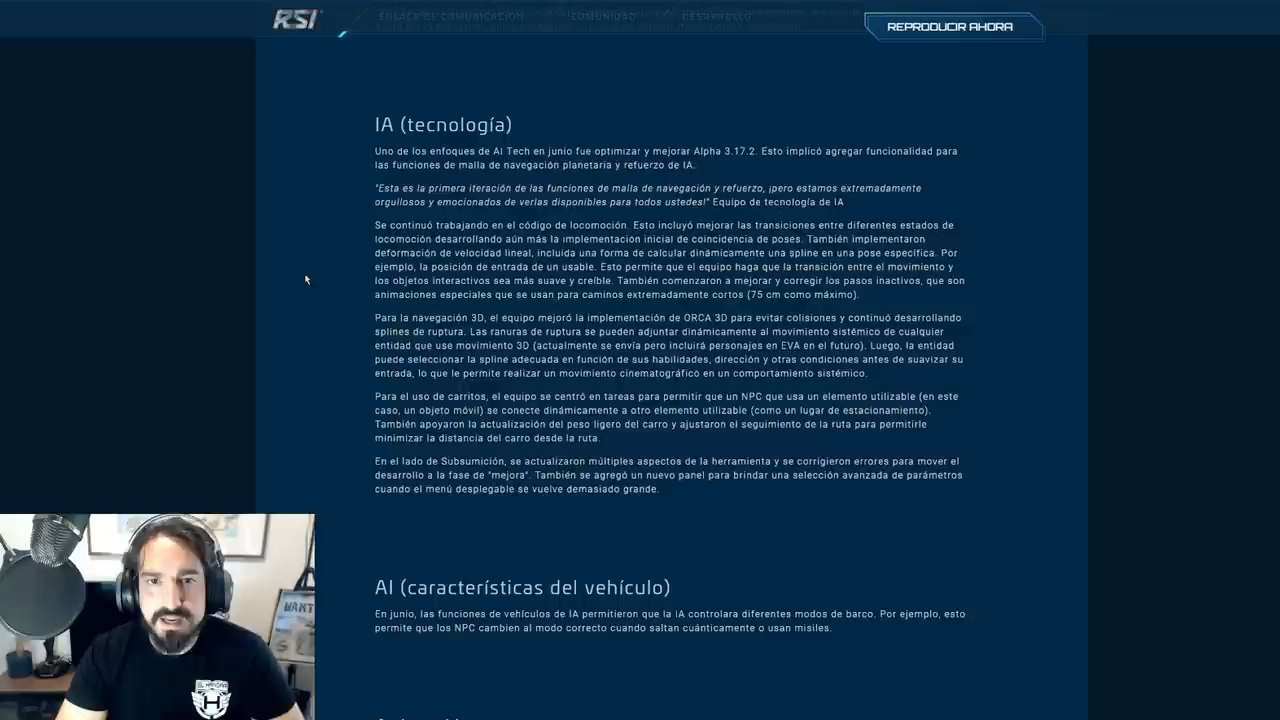 RSI
ENLACE DE COMUNICACIÓN
COMUNIDAD
DESARROLLO
REPRODUCIR AHORA
IA (tecnología)
Uno de los enfoques de AI Tech en junio fue optimizar y mejorar Alpha 3.17.2. Esto implicó agregar funcionalidad para
las funciones de malla de navegación planetaria y refuerzo de IA.
"Esta es la primera iteración de las funciones de malla de navegación y refuerzo, ¡pero estamos extremadamente
orgullosos y emocionados de verlas disponibles para todos ustedes!" Equipo de tecnología de IA
Se continuó trabajando en el código de locomoción. Esto incluyó mejorar las transiciones entre diferentes estados de
locomoción desarrollando aún más la implementación inicial de coincidencia de poses. También implementaron
deformación de velocidad lineal, incluida una forma de calcular dinámicamente una spline en una pose específica. Por
ejemplo, la posición de entrada de un usable. Esto permite que el equipo haga que la transición entre el movimiento y
los objetos interactivos sea más suave y creíble. También comenzaron a mejorar y corregir los pasos inactivos, que son
animaciones especiales que se usan para caminos extremadamente cortos (75 cm como máximo).
Para la navegación 3D, el equipo mejoró la implementación de ORCA 3D para evitar colisiones y continuó desarrollando
splines de ruptura. Las ranuras de ruptura se pueden adjuntar dinámicamente al movimiento sistémico de cualquier
entidad que use movimiento 3D (actualmente se envía pero incluirá personajes en EVA en el futuro). Luego, la entidad
puede seleccionar la spline adecuada en función de sus habilidades, dirección y otras condiciones antes de suavizar su
entrada, lo que le permite realizar un movimiento cinematográfico en un comportamiento sistémico.
Para el uso de carritos, el equipo se centró en tareas para permitir que un NPC que usa un elemento utilizable (en este
caso, un objeto móvil) se conecte dinámicamente a otro elemento utilizable (como un lugar de estacionamiento).
También apoyaron la actualización del peso ligero del carro y ajustaron el seguimiento de la ruta para permitirle
minimizar la distancia del carro desde la ruta.
En el lado de Subsumición, se actualizaron múltiples aspectos de la herramienta y se corrigieron errores para mover el
desarrollo a la fase de "mejora". También se agregó un nuevo panel para brindar una selección avanzada de parámetros
cuando el menú desplegable se vuelve demasiado grande.
AI (características del vehículo)
En junio, las funciones de vehículos de IA permitieron que la IA controlara diferentes modos de barco. Por ejemplo, esto
permite que los NPC cambien al modo correcto cuando saltan cuánticamente o usan misiles.
WANT
EL HANGAR
H